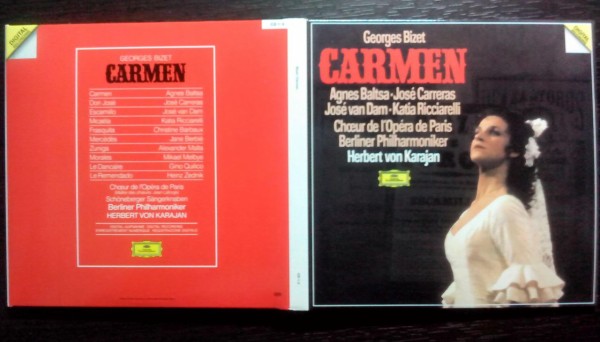 DIGITAL
GEORGES BIZET
CARMEN
Carmen Agnes Baltsa
Don José José Carreras
Escamillo José van Dam
Micaëla Katia Ricciarelli
Frasquita Christine Barbaux
Mercédès Jane Berbié
Zuniga Alexander Malta
Moralès Mikael Melbye
Le Dancaïre Gino Quilico
Le Remendado Heinz Zednik
Chœur de l'Opéra de Paris
Schöneberger Sängerknaben
Berliner Philharmoniker
HERBERT VON KARAJAN
DIGITAL
Georges Bizet
CARMEN
Agnes Baltsa · José Carreras
José van Dam · Katia Ricciarelli
Chœur de l'Opéra de Paris
Berliner Philharmoniker
Herbert von Karajan